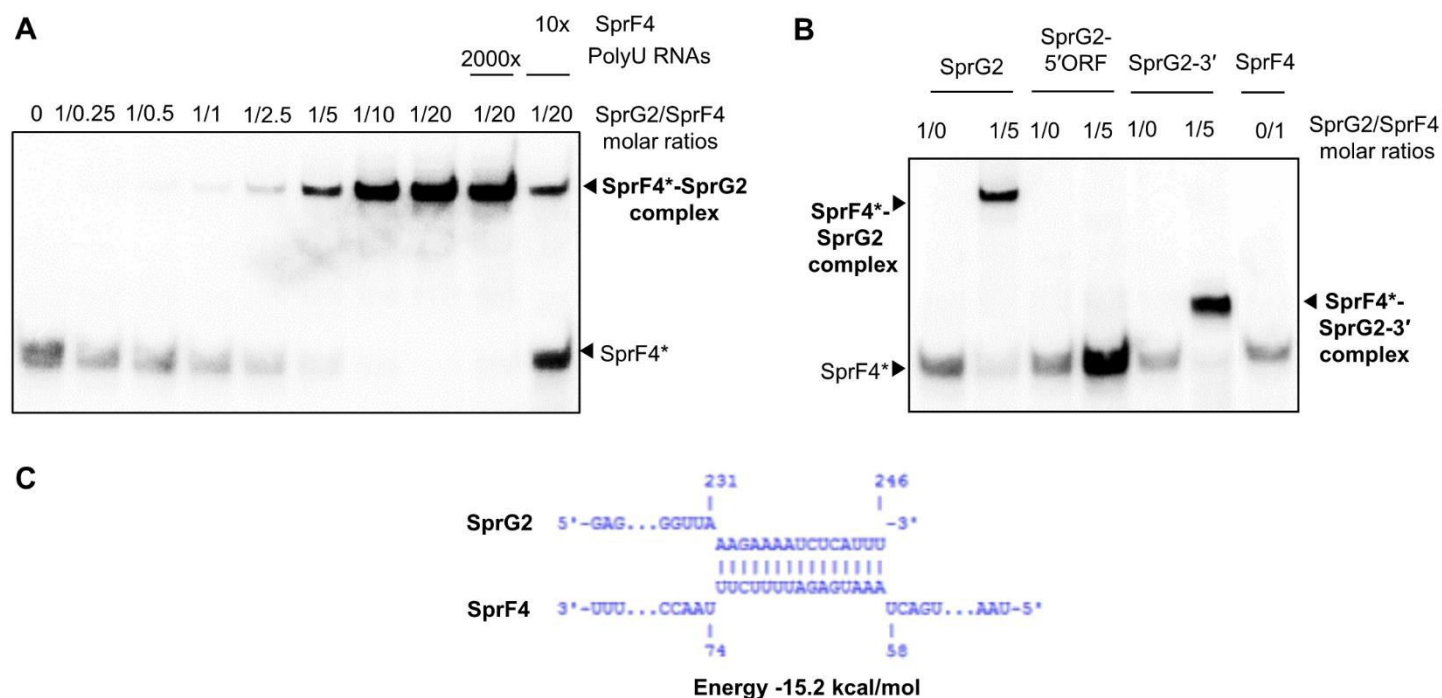 A
10x SprF4
2000x PolyU RNAs
0 1/0.25 1/0.5 1/1 1/2.5 1/5 1/10 1/20 1/20 1/20 SprG2/SprF4
molar ratios
SprF4*-SprG2
complex
SprF4*
B
SprG2 SprG2-
5′ORF SprG2-3′ SprF4
1/0 1/5 1/0 1/5 1/0 1/5 0/1 SprG2/SprF4
molar ratios
SprF4*-
SprG2
complex
SprF4*
SprF4*-
SprG2-3′
complex
C
231 246
SprG2 5'-GAG...GGUUA -3'
AAGAAAAUCUCAUUU
|||||||||||||||
UUCUUUUAGAGUAAA
SprF4 3'-UUU...CCAAU UCAGU...AAU-5'
74 58
Energy -15.2 kcal/mol